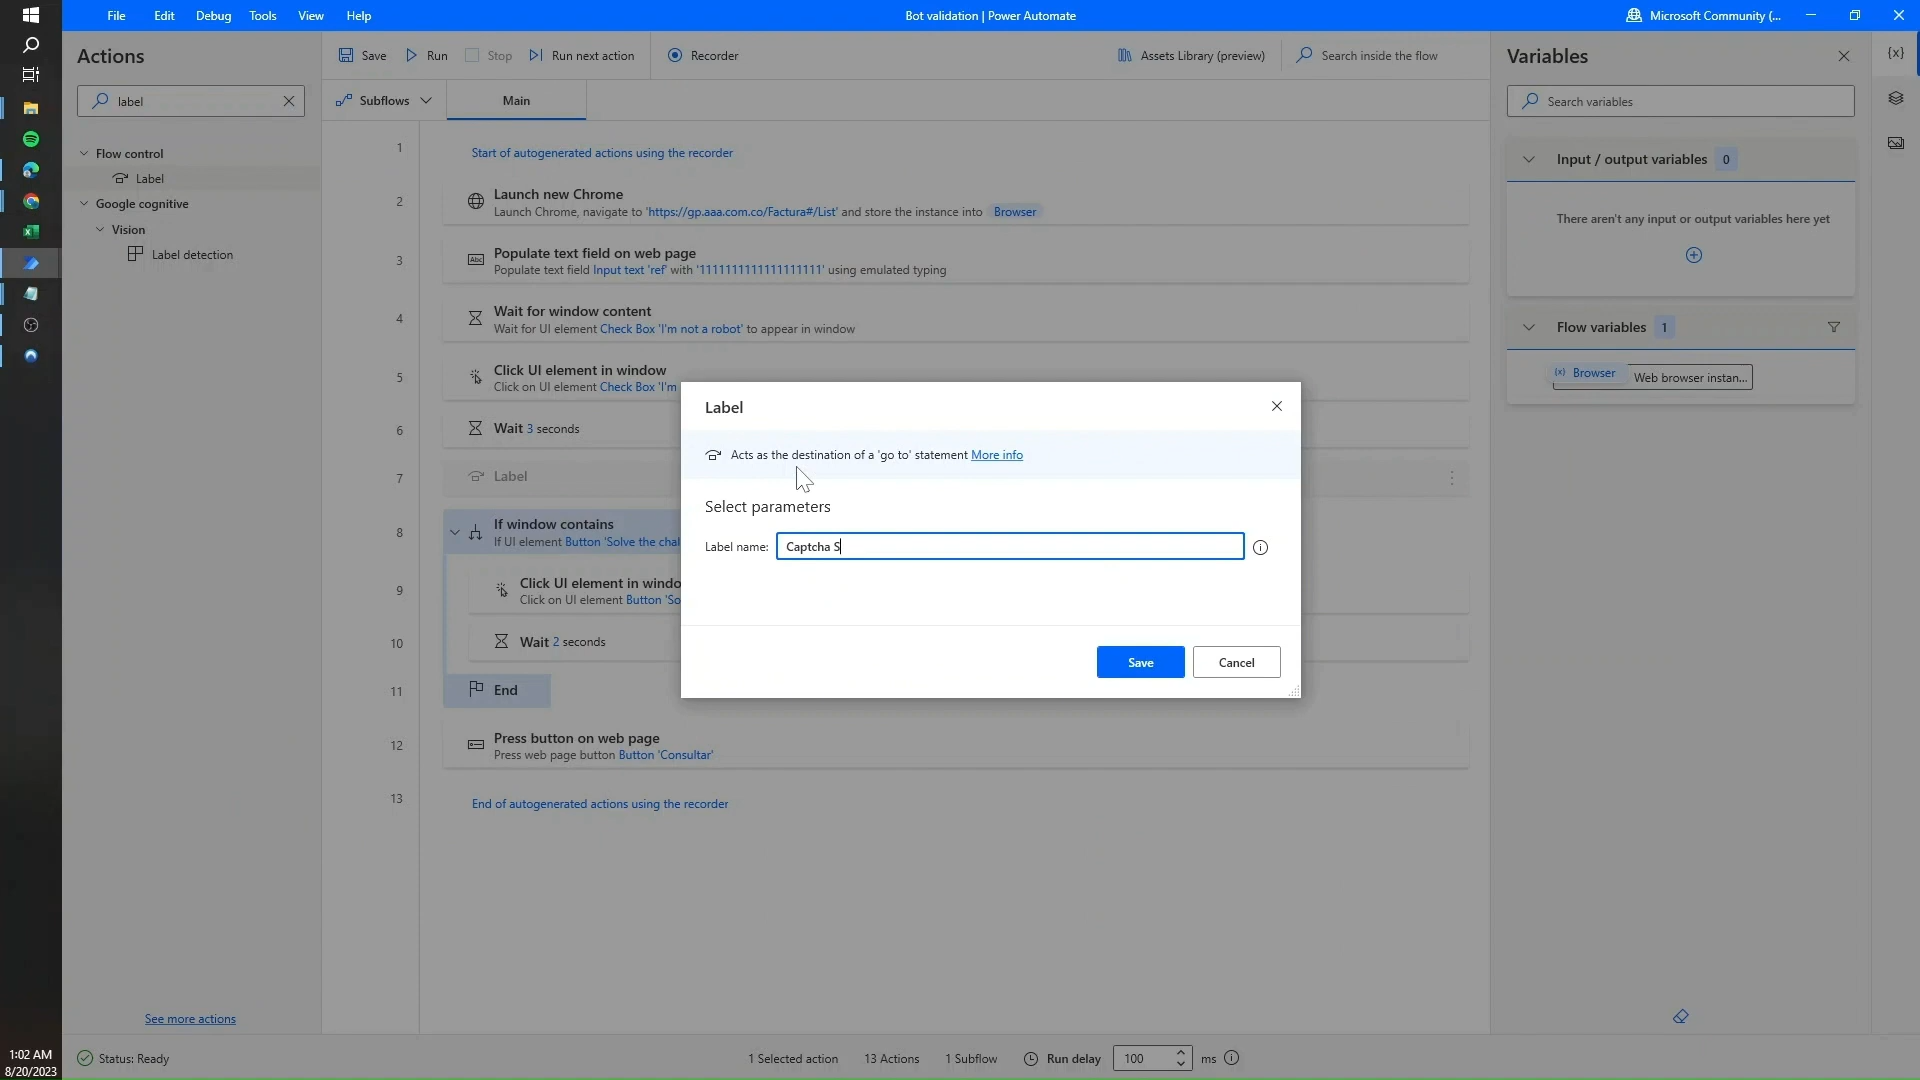 File Edit Debug Tools View Help
Bot validation | Power Automate
Microsoft Community (...
Actions
label
Flow control
Label
Google cognitive
Vision
Label detection
See more actions
Save Run Stop Run next action Recorder
Assets Library (preview)
Search inside the flow
Subflows Main
1
Start of autogenerated actions using the recorder
2
Launch new Chrome
Launch Chrome, navigate to 'https://gp.aaa.com.co/Factura#/List' and store the instance into Browser
3
Populate text field on web page
Populate text field Input text 'ref' with '1111111111111111111' using emulated typing
4
Wait for window content
Wait for UI element Check Box 'I'm not a robot' to appear in window
5
Click UI element in window
Click on UI element Check Box 'I'm
6
Wait 3 seconds
7
Label
8
If window contains
If UI element Button 'Solve the chal
9
Click UI element in windo
Click on UI element Button 'So
10
Wait 2 seconds
11
End
12
Press button on web page
Press web page button Button 'Consultar'
13
End of autogenerated actions using the recorder
Label
Acts as the destination of a 'go to' statement More info
Select parameters
Label name: Captcha S
Save Cancel
Variables
{x}
Search variables
Input / output variables 0
There aren't any input or output variables here yet
Flow variables 1
(x) Browser Web browser instan...
Status: Ready
1 Selected action 13 Actions 1 Subflow Run delay 100 ms
1:02 AM
8/20/2023